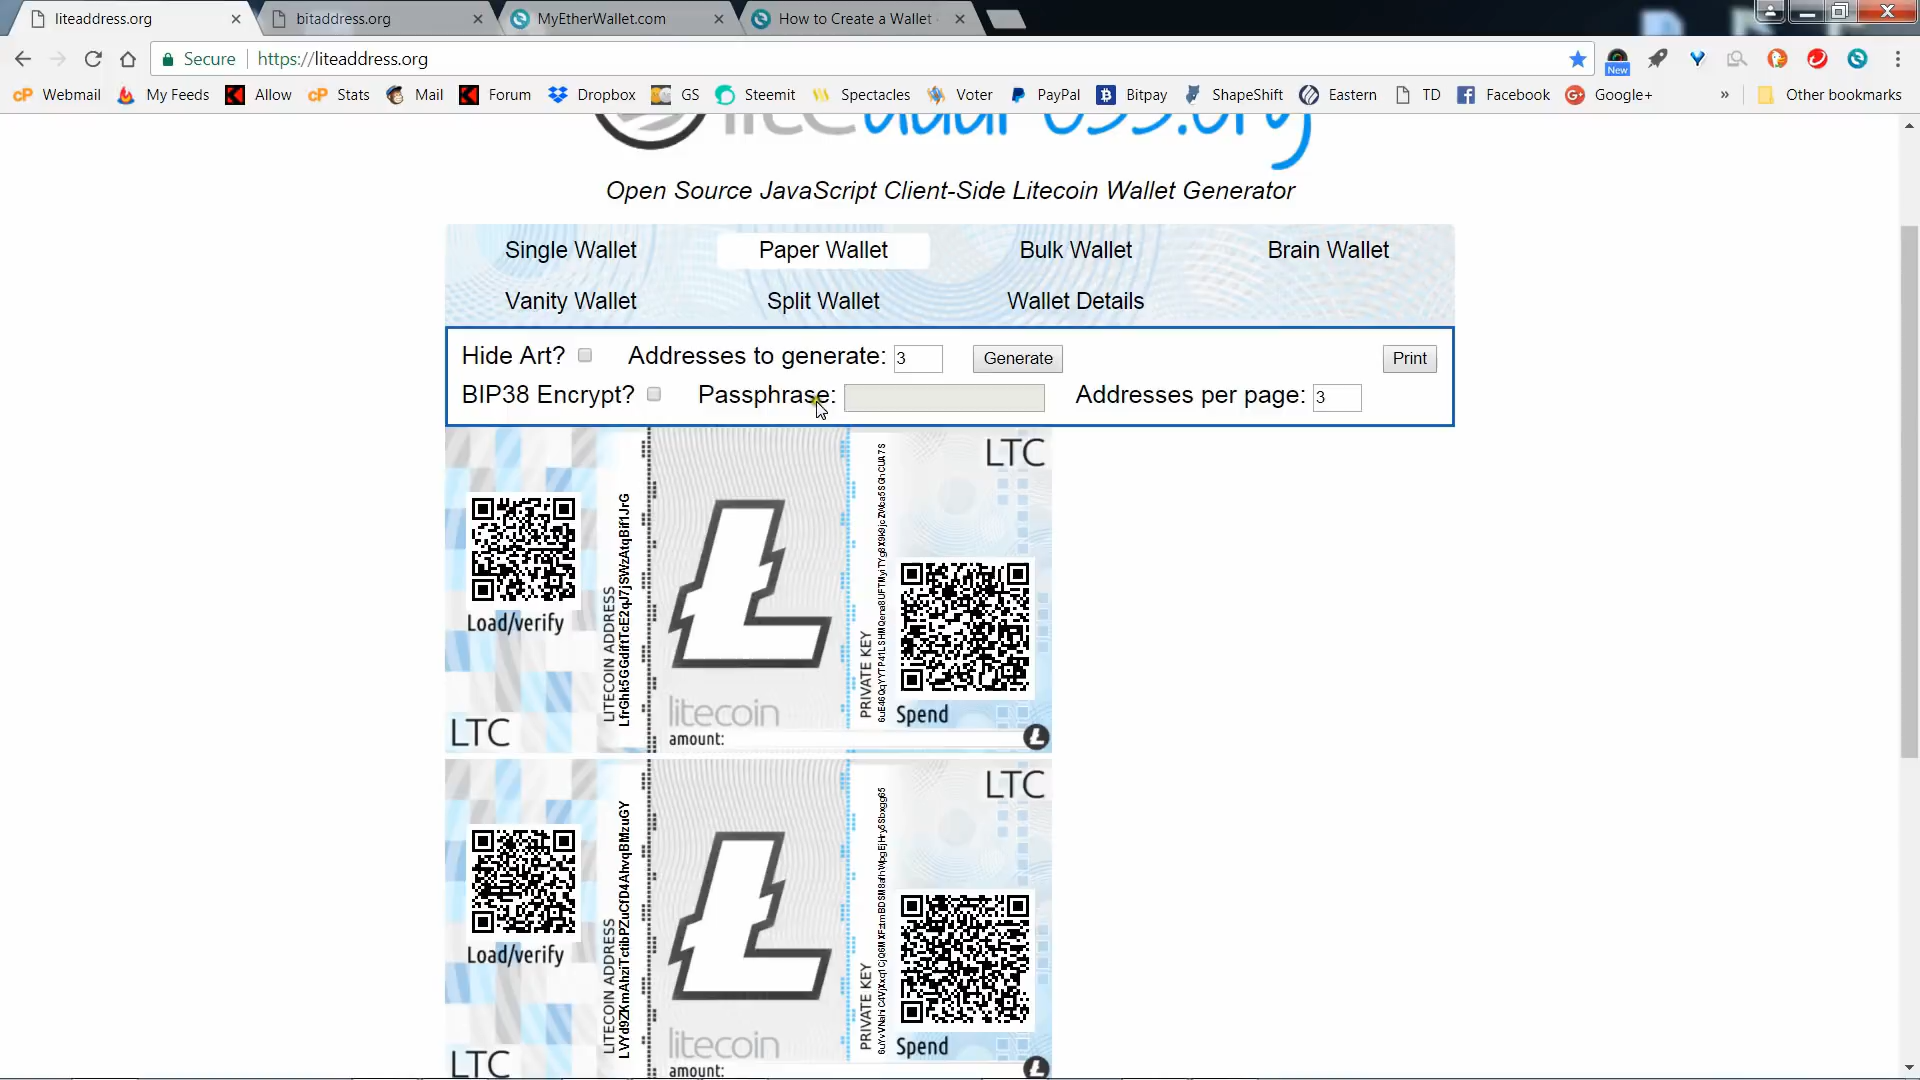 liteaddress.org
bitaddress.org
MyEtherWallet.com
How to Create a Wallet
Secure https://liteaddress.org
New
Webmail My Feeds Allow Stats Mail Forum Dropbox GS Steemit Spectacles Voter PayPal Bitpay ShapeShift Eastern TD Facebook Google+ » Other bookmarks
liteaddress.org
Open Source JavaScript Client-Side Litecoin Wallet Generator
Single Wallet Paper Wallet Bulk Wallet Brain Wallet
Vanity Wallet Split Wallet Wallet Details
Hide Art? Addresses to generate: 3 Generate Print
BIP38 Encrypt? Passphrase: Addresses per page: 3
LTC
Load/verify
LITECOIN ADDRESS
PRIVATE KEY
Spend
litecoin
LTC
amount:
LTC
Load/verify
LITECOIN ADDRESS
PRIVATE KEY
Spend
litecoin
LTC
amount: